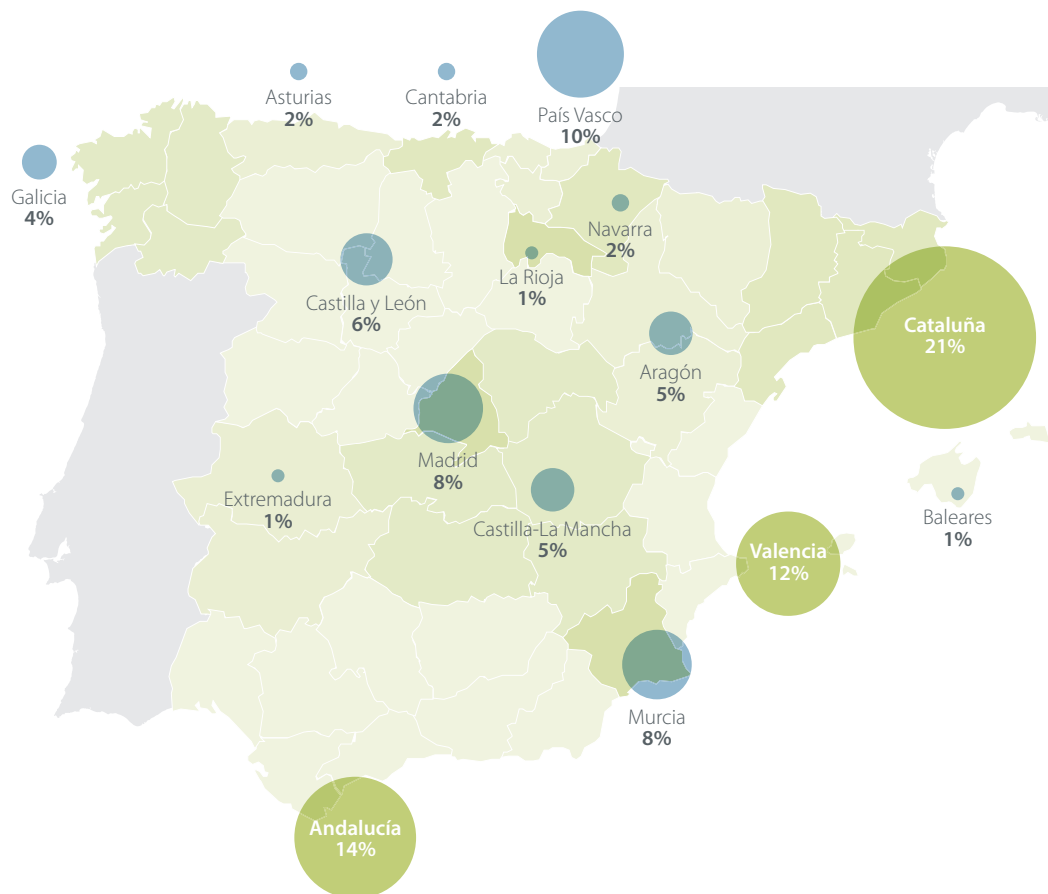 Asturias
2%
Cantabria
2%
País Vasco
10%
Galicia
4%
Navarra
2%
La Rioja
1%
Castilla y León
6%
Cataluña
21%
Aragón
5%
Madrid
8%
Extremadura
1%
Castilla-La Mancha
5%
Baleares
1%
Valencia
12%
Murcia
8%
Andalucía
14%